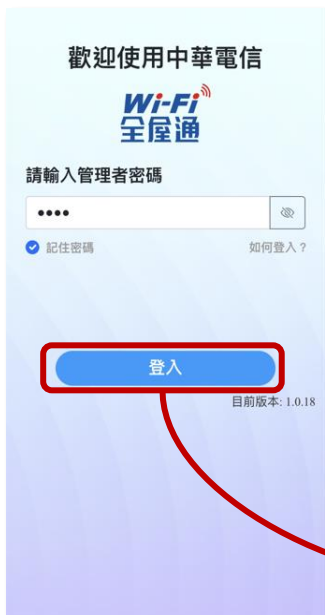 歡迎使用中華電信
Wi-Fi
全屋通
請輸入管理者密碼
••••
記住密碼 如何登入？
登入
目前版本: 1.0.18